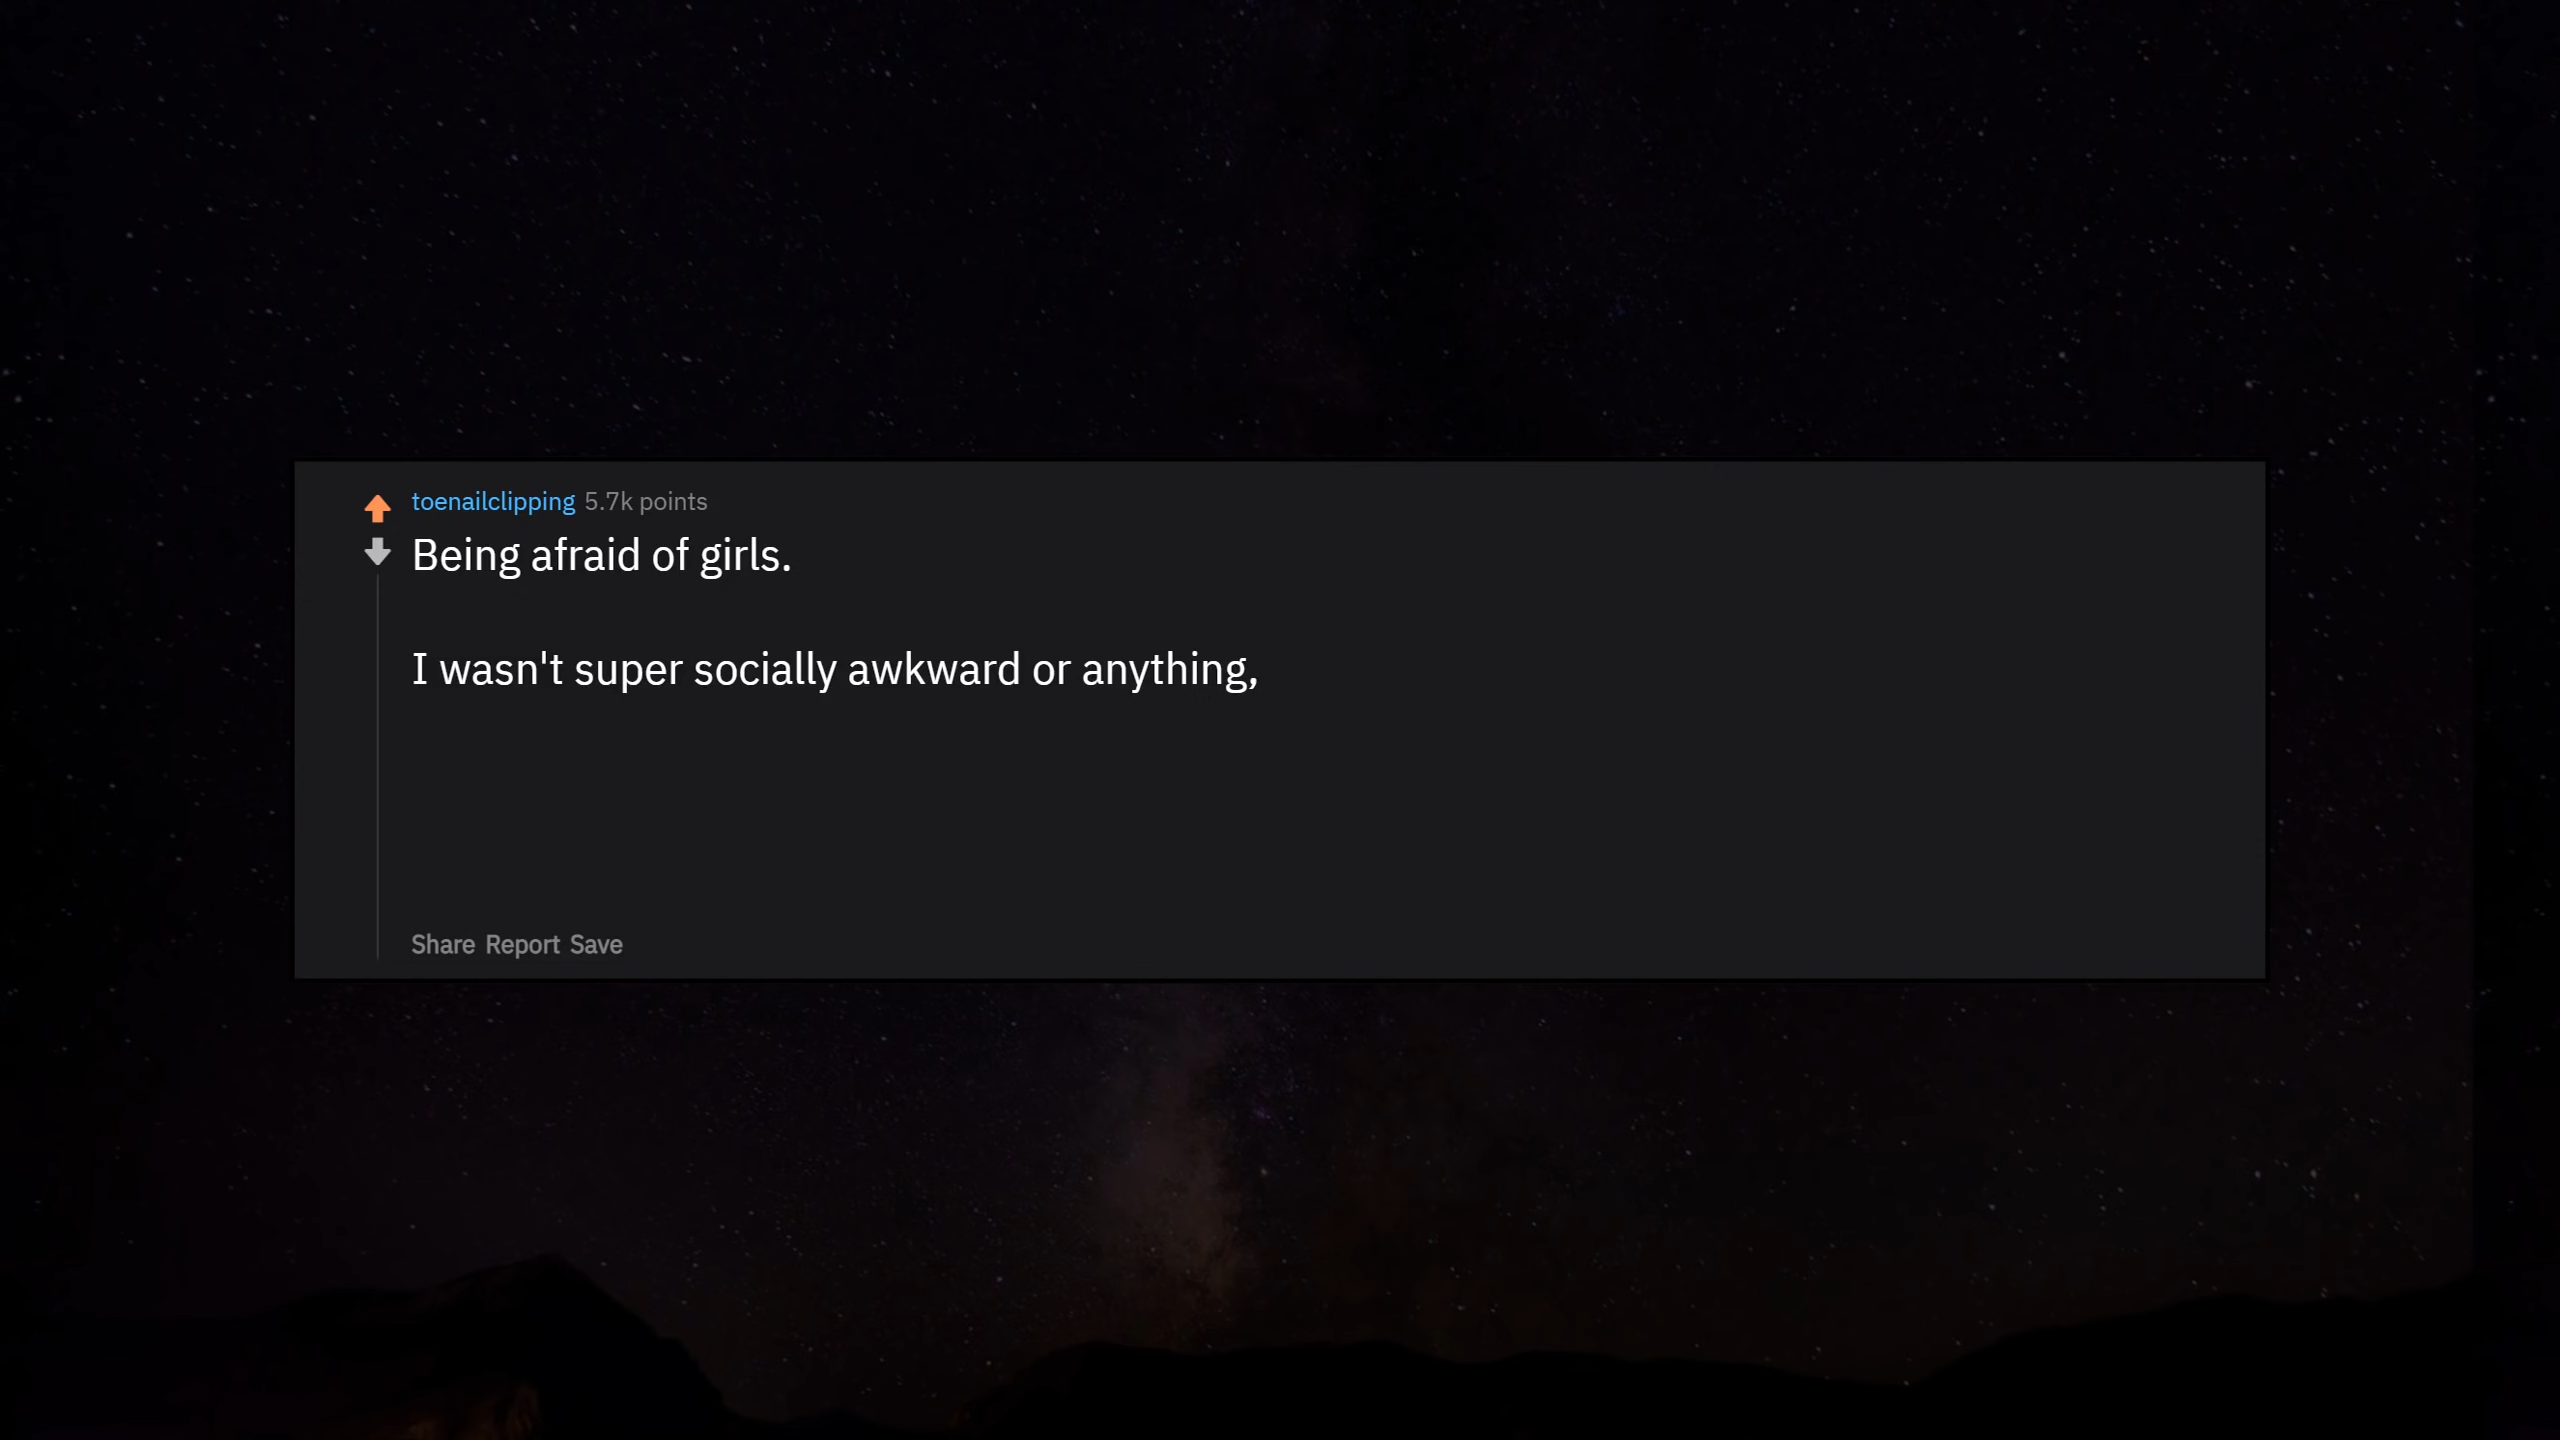 toenailclipping 5.7k points
Being afraid of girls.
I wasn't super socially awkward or anything,
Share Report Save